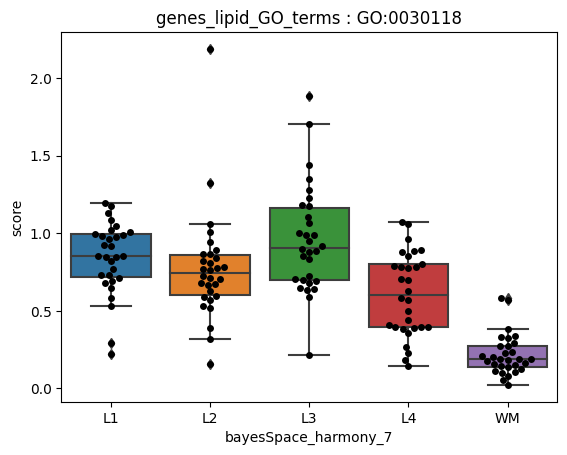 genes_lipid_GO_terms : GO:0030118
2.0
1.5
1.0
0.5
0.0
score
L1 L2 L3 L4 WM
bayesSpace_harmony_7